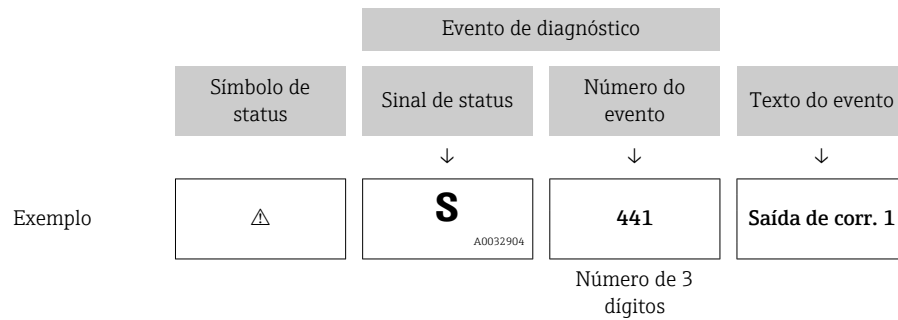 Evento de diagnóstico
Símbolo de
status
Sinal de status
Número do
evento
Texto do evento
↓ ↓ ↓
Exemplo
⚠
S
A0032904
441
Saída de corr. 1
Número de 3
dígitos